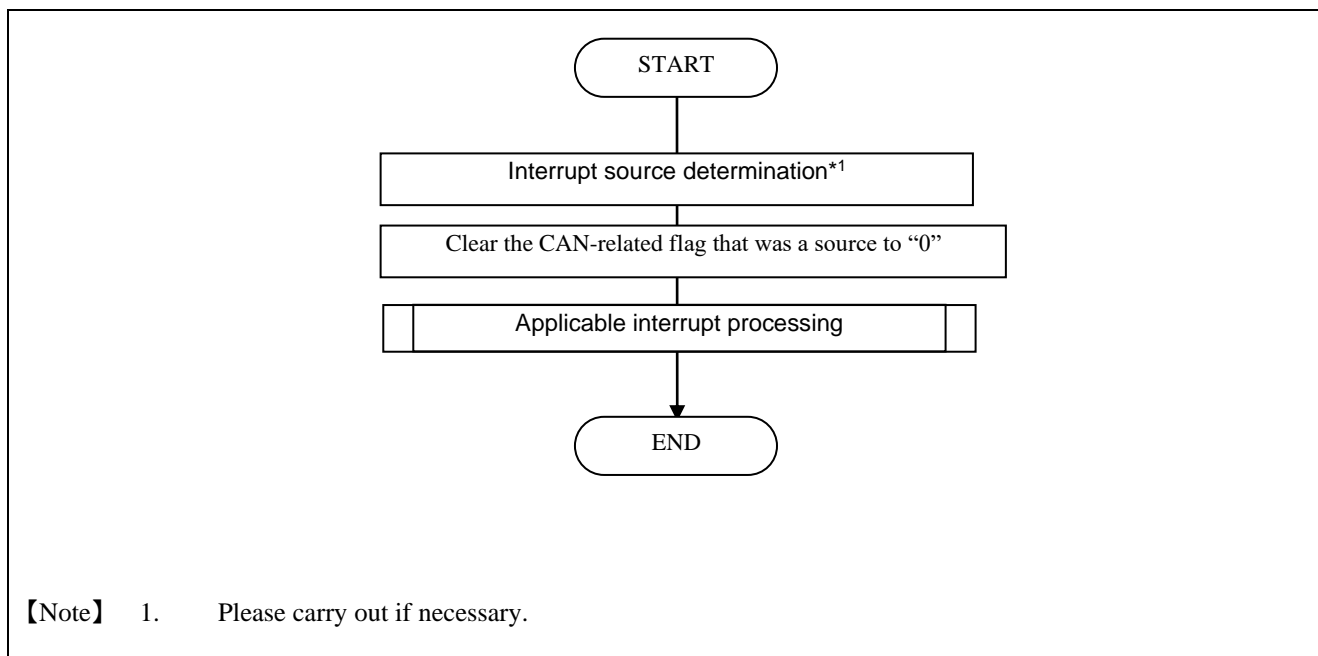 START
Interrupt source determination*1
Clear the CAN-related flag that was a source to “0”
Applicable interrupt processing
END
【Note】 1. Please carry out if necessary.